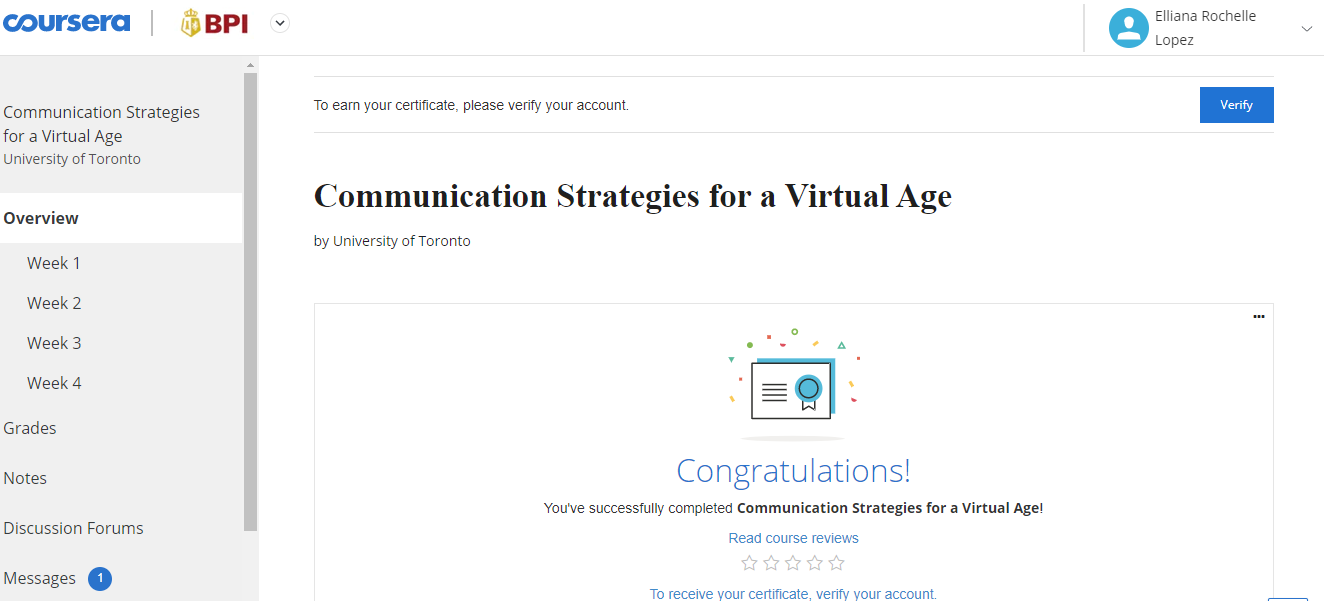 coursera
BPI
Elliana Rochelle
Lopez
Communication Strategies
for a Virtual Age
University of Toronto
Overview
Week 1
Week 2
Week 3
Week 4
Grades
Notes
Discussion Forums
Messages 1
To earn your certificate, please verify your account.
Verify
Communication Strategies for a Virtual Age
by University of Toronto
Congratulations!
You've successfully completed Communication Strategies for a Virtual Age!
Read course reviews
To receive your certificate, verify your account.